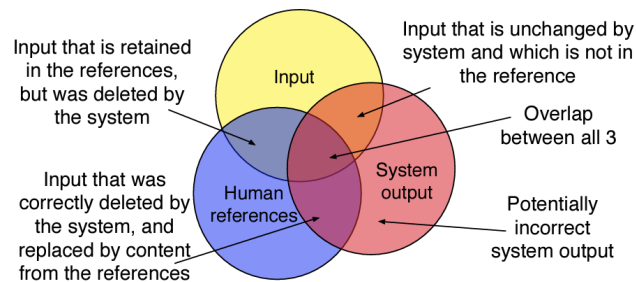 Input that is retained
in the references,
but was deleted by
the system
Input that is unchanged by
system and which is not in
the reference
Input
Overlap
between all 3
Input that was
correctly deleted by
the system, and
replaced by content
from the references
Human
references
System
output
Potentially
incorrect
system output